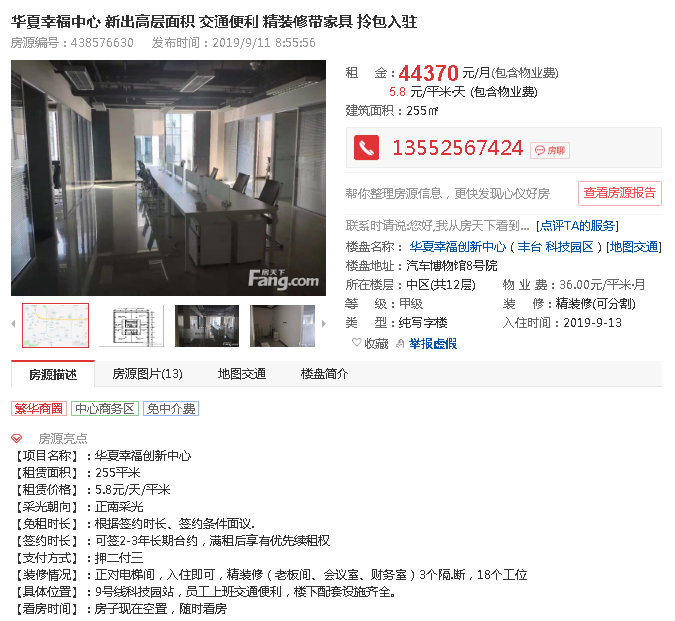 华夏幸福中心 新出高层面积 交通便利 精装修带家具 拎包入驻
房源编号：438576630 发布时间：2019/9/11 8:55:56
租 金：44370 元/月(包含物业费)
5.8 元/平米·天 (包含物业费)
建筑面积：255㎡
13552567424 房聊
帮你整理房源信息，更快发现心仪好房 查看房源报告
联系时请说:您好,我从房天下看到... [点评TA的服务]
楼盘名称： 华夏幸福创新中心 ( 丰台 科技园区 ) [地图交通]
楼盘地址：汽车博物馆8号院
所在楼层：中区(共12层) 物 业 费：36.00元/平米·月
等 级：甲级 装 修：精装修(可分割)
类 型：纯写字楼 入住时间：2019-9-13
收藏 举报虚假
房天下
Fang.com
房源描述 房源图片(13) 地图交通 楼盘简介
繁华商圈 中心商务区 免中介费
房源亮点
【项目名称】：华夏幸福创新中心
【租赁面积】：255平米
【租赁价格】：5.8元/天/平米
【采光朝向】：正南采光
【免租时长】：根据签约时长、签约条件面议.
【签约时长】：可签2-3年长期合约，满租后享有优先续租权
【支付方式】：押二付三
【装修情况】：正对电梯间，入住即可，精装修（老板间、会议室、财务室）3个隔.断，18个工位
【具体位置】：9号线科技园站，员工上班交通便利，楼下配套设施齐全。
【看房时间】：房子现在空置，随时看房